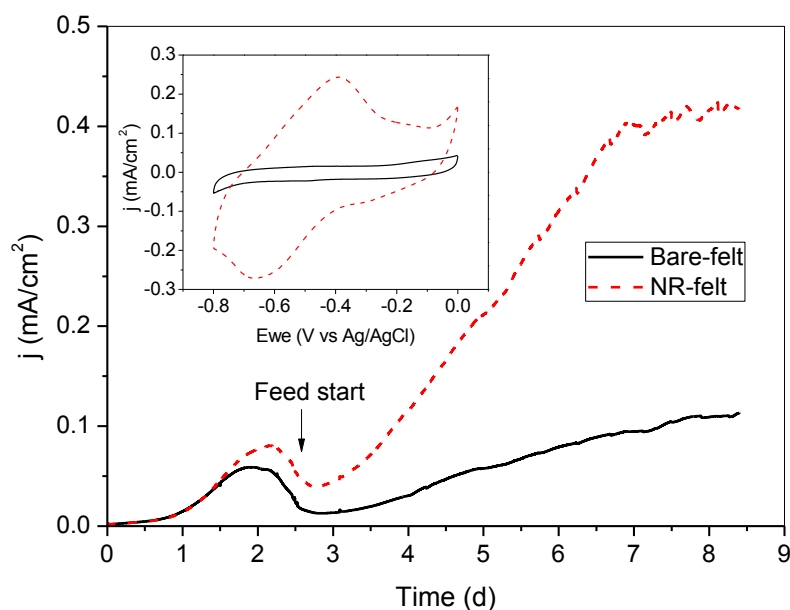 0.5
0.4
0.3
0.2
0.1
0.0
j (mA/cm²)
0.3
0.2
0.1
0.0
-0.1
-0.2
-0.3
j (mA/cm²)
-0.8 -0.6 -0.4 -0.2 0.0
Ewe (V vs Ag/AgCl)
Feed start
Bare-felt
NR-felt
0 1 2 3 4 5 6 7 8 9
Time (d)